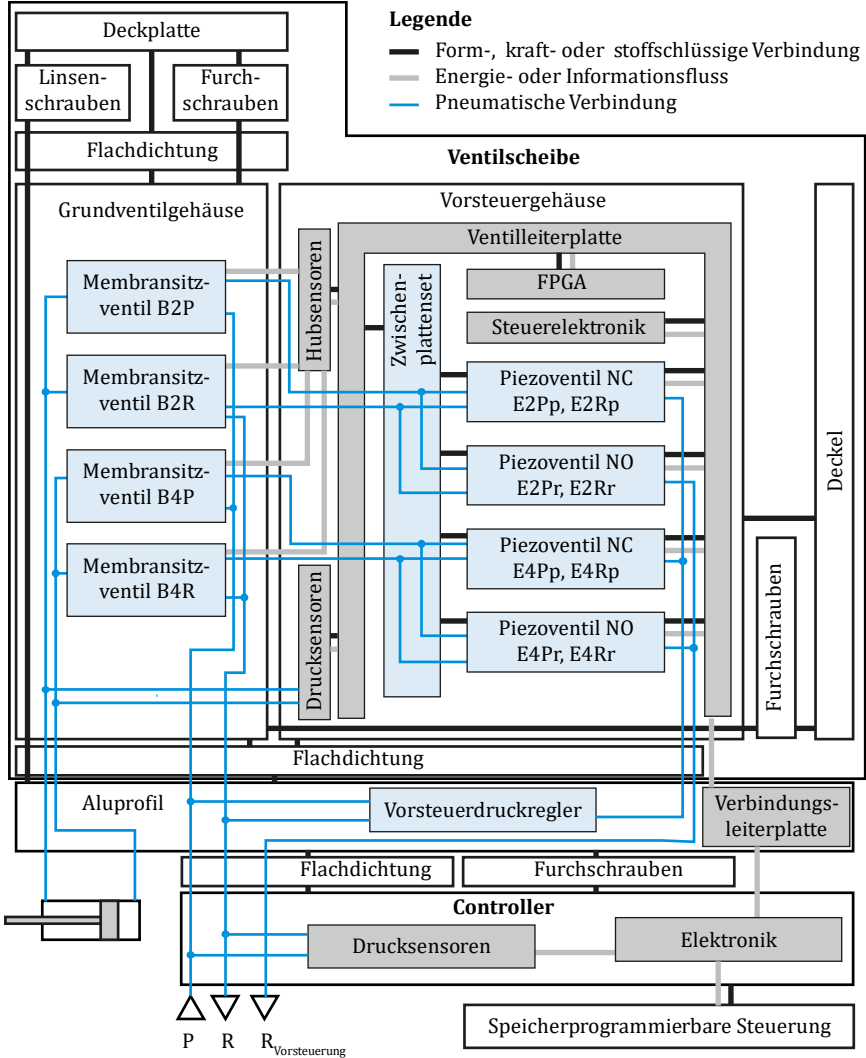 Legende
Form-, kraft- oder stoffschlüssige Verbindung
Energie- oder Informationsfluss
Pneumatische Verbindung
Deckplatte
Linsen-
schrauben
Furch-
schrauben
Flachdichtung
Ventilscheibe
Grundventilgehäuse
Vorsteuergehäuse
Ventilleiterplatte
Hubsensoren
Zwischen-
plattenset
FPGA
Steuerelektronik
Membransitz-
ventil B2P
Membransitz-
ventil B2R
Membransitz-
ventil B4P
Membransitz-
ventil B4R
Piezoventil NC
E2Pp, E2Rp
Piezoventil NO
E2Pr, E2Rr
Piezoventil NC
E4Pp, E4Rp
Piezoventil NO
E4Pr, E4Rr
Drucksensoren
Furchschrauben
Deckel
Flachdichtung
Aluprofil
Vorsteuerdruckregler
Verbindungs-
leiterplatte
Flachdichtung
Furchschrauben
Controller
Drucksensoren
Elektronik
Speicherprogrammierbare Steuerung
P
R
R Vorsteuerung